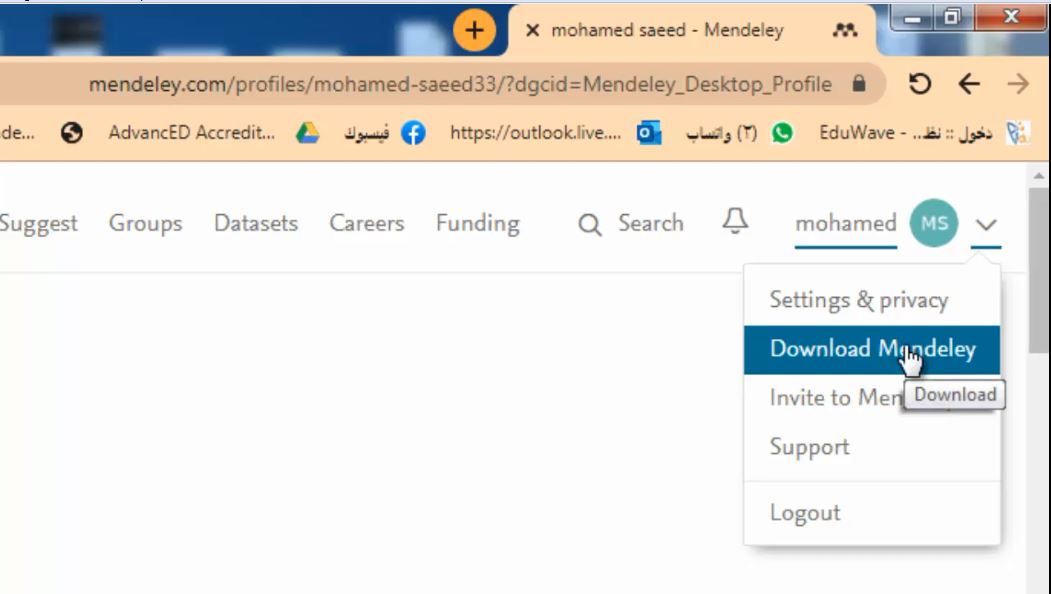 mohamed saeed - Mendeley
mendeley.com/profiles/mohamed-saeed33/?dgcid=Mendeley_Desktop_Profile
de... AdvancED Accredit... فيسبوك https://outlook.live.... (٢) واتساب EduWave - دخول :: نظ...
Suggest Groups Datasets Careers Funding Search mohamed MS
Settings & privacy
Download Mendeley
Download
Invite to Men
Support
Logout